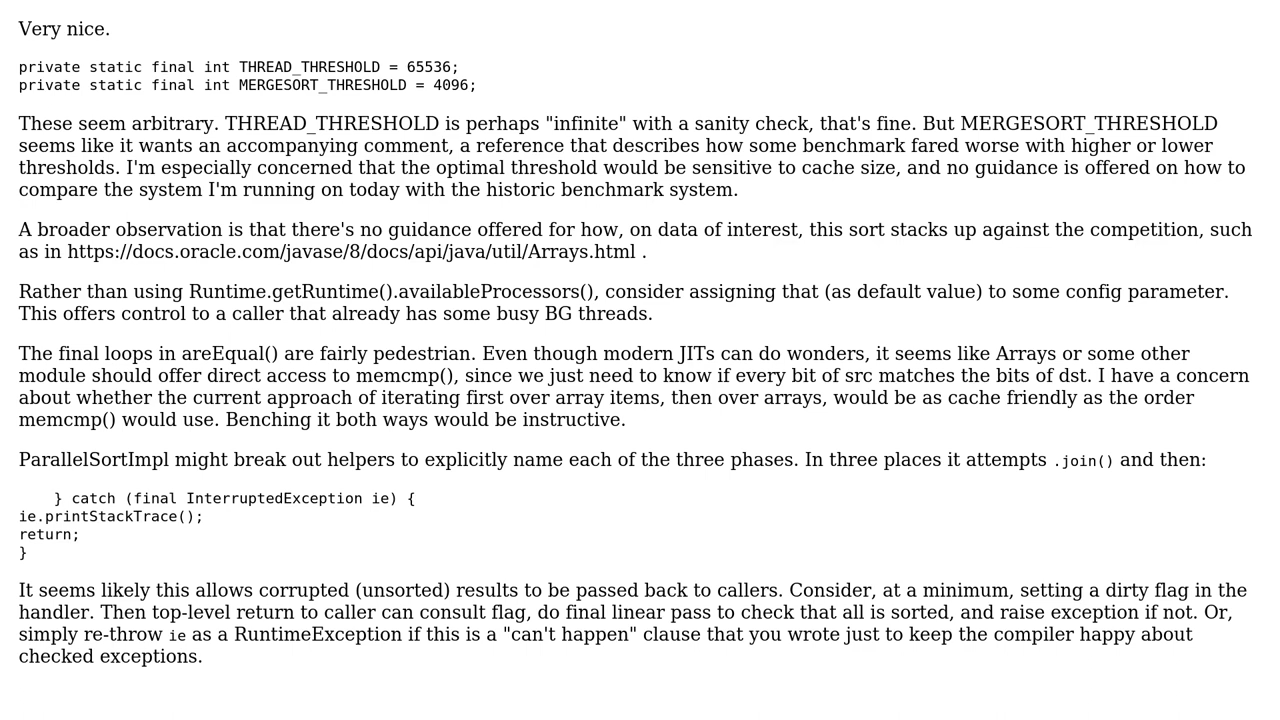 Very nice.
private static final int THREAD_THRESHOLD = 65536;
private static final int MERGESORT_THRESHOLD = 4096;
These seem arbitrary. THREAD_THRESHOLD is perhaps "infinite" with a sanity check, that's fine. But MERGESORT_THRESHOLD
seems like it wants an accompanying comment, a reference that describes how some benchmark fared worse with higher or lower
thresholds. I'm especially concerned that the optimal threshold would be sensitive to cache size, and no guidance is offered on how to
compare the system I'm running on today with the historic benchmark system.
A broader observation is that there's no guidance offered for how, on data of interest, this sort stacks up against the competition, such
as in https://docs.oracle.com/javase/8/docs/api/java/util/Arrays.html .
Rather than using Runtime.getRuntime().availableProcessors(), consider assigning that (as default value) to some config parameter.
This offers control to a caller that already has some busy BG threads.
The final loops in areEqual() are fairly pedestrian. Even though modern JITs can do wonders, it seems like Arrays or some other
module should offer direct access to memcmp(), since we just need to know if every bit of src matches the bits of dst. I have a concern
about whether the current approach of iterating first over array items, then over arrays, would be as cache friendly as the order
memcmp() would use. Benching it both ways would be instructive.
ParallelSortImpl might break out helpers to explicitly name each of the three phases. In three places it attempts .join() and then:
    } catch (final InterruptedException ie) {
ie.printStackTrace();
return;
}
It seems likely this allows corrupted (unsorted) results to be passed back to callers. Consider, at a minimum, setting a dirty flag in the
handler. Then top-level return to caller can consult flag, do final linear pass to check that all is sorted, and raise exception if not. Or,
simply re-throw ie as a RuntimeException if this is a "can't happen" clause that you wrote just to keep the compiler happy about
checked exceptions.